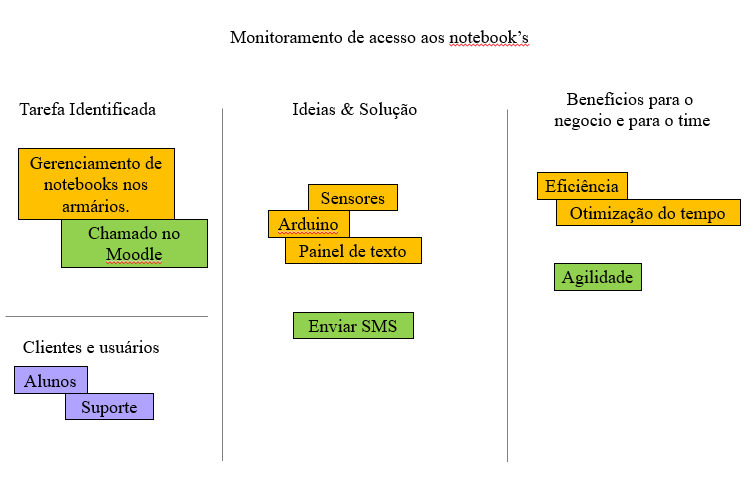 Monitoramento de acesso aos notebook's
Tarefa Identificada
Gerenciamento de
notebooks nos
armários.
Chamado no
Moodle
Clientes e usuários
Alunos
Suporte
Ideias & Solução
Sensores
Arduino
Painel de texto
Enviar SMS
Benefícios para o
negocio e para o time
Eficiência
Otimização do tempo
Agilidade